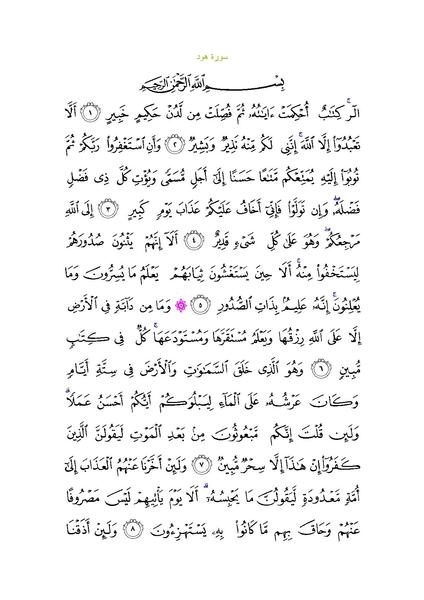 سورة هود
بِسْمِ اللَّهِ الرَّحْمَٰنِ الرَّحِيمِ
الٓر ۚ كِتَٰبٌ أُحْكِمَتْ ءَايَٰتُهُۥ ثُمَّ فُصِّلَتْ مِن لَّدُنْ حَكِيمٍ خَبِيرٍ ١ أَلَّا
تَعْبُدُوٓا۟ إِلَّا ٱللَّهَ ۚ إِنَّنِى لَكُم مِّنْهُ نَذِيرٌ وَبَشِيرٌ ٢ وَأَنِ ٱسْتَغْفِرُوا۟ رَبَّكُمْ ثُمَّ
تُوبُوٓا۟ إِلَيْهِ يُمَتِّعْكُم مَّتَٰعًا حَسَنًا إِلَىٰٓ أَجَلٍ مُّسَمًّى وَيُؤْتِ كُلَّ ذِى فَضْلٍ
فَضْلَهُۥ ۖ وَإِن تَوَلَّوْا۟ فَإِنِّىٓ أَخَافُ عَلَيْكُمْ عَذَابَ يَوْمٍ كَبِيرٍ ٣ إِلَى ٱللَّهِ
مَرْجِعُكُمْ ۖ وَهُوَ عَلَىٰ كُلِّ شَىْءٍ قَدِيرٌ ٤ أَلَآ إِنَّهُمْ يَثْنُونَ صُدُورَهُمْ
لِيَسْتَخْفُوا۟ مِنْهُ ۚ أَلَا حِينَ يَسْتَغْشُونَ ثِيَابَهُمْ يَعْلَمُ مَا يُسِرُّونَ وَمَا
يُعْلِنُونَ ۚ إِنَّهُۥ عَلِيمٌۢ بِذَاتِ ٱلصُّدُورِ ٥ ۞ وَمَا مِن دَآبَّةٍ فِى ٱلْأَرْضِ
إِلَّا عَلَى ٱللَّهِ رِزْقُهَا وَيَعْلَمُ مُسْتَقَرَّهَا وَمُسْتَوْدَعَهَا ۚ كُلٌّ فِى كِتَٰبٍ
مُّبِينٍ ٦ وَهُوَ ٱلَّذِى خَلَقَ ٱلسَّمَٰوَٰتِ وَٱلْأَرْضَ فِى سِتَّةِ أَيَّامٍ
وَكَانَ عَرْشُهُۥ عَلَى ٱلْمَآءِ لِيَبْلُوَكُمْ أَيُّكُمْ أَحْسَنُ عَمَلًا ۗ
وَلَئِن قُلْتَ إِنَّكُم مَّبْعُوثُونَ مِنۢ بَعْدِ ٱلْمَوْتِ لَيَقُولَنَّ ٱلَّذِينَ
كَفَرُوٓا۟ إِنْ هَٰذَآ إِلَّا سِحْرٌ مُّبِينٌ ٧ وَلَئِنْ أَخَّرْنَا عَنْهُمُ ٱلْعَذَابَ إِلَىٰٓ
أُمَّةٍ مَّعْدُودَةٍ لَّيَقُولُنَّ مَا يَحْبِسُهُۥٓ ۗ أَلَا يَوْمَ يَأْتِيهِمْ لَيْسَ مَصْرُوفًا
عَنْهُمْ وَحَاقَ بِهِم مَّا كَانُوا۟ بِهِۦ يَسْتَهْزِءُونَ ٨ وَلَئِنْ أَذَقْنَا